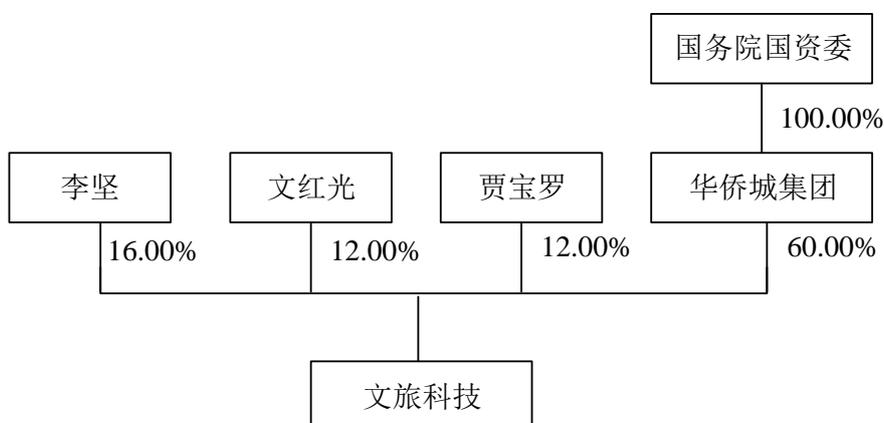 国务院国资委
100.00%
李坚
文红光
贾宝罗
华侨城集团
16.00%
12.00%
12.00%
60.00%
文旅科技